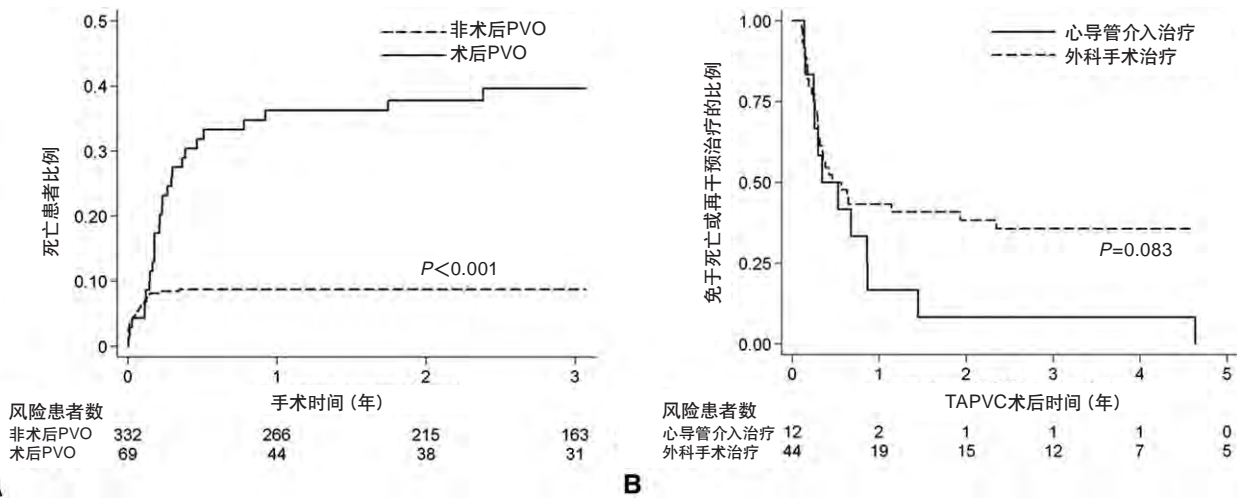 0.5
非术后PVO
术后PVO
0.4
0.3
0.20
0.10
0
死亡患者比例
P＜0.001
0 1 2 3
手术时间（年）
风险患者数
非术后PVO 332 266 215 163
术后PVO 69 44 38 31
1.00
心导管介入治疗
外科手术治疗
0.75
0.50
0.25
0.00
免于死亡或再干预治疗的比例
P=0.083
0 1 2 3 4 5
TAPVC术后时间（年）
风险患者数
心导管介入治疗 12 2 1 1 1 0
外科手术治疗 44 19 15 12 7 5
B